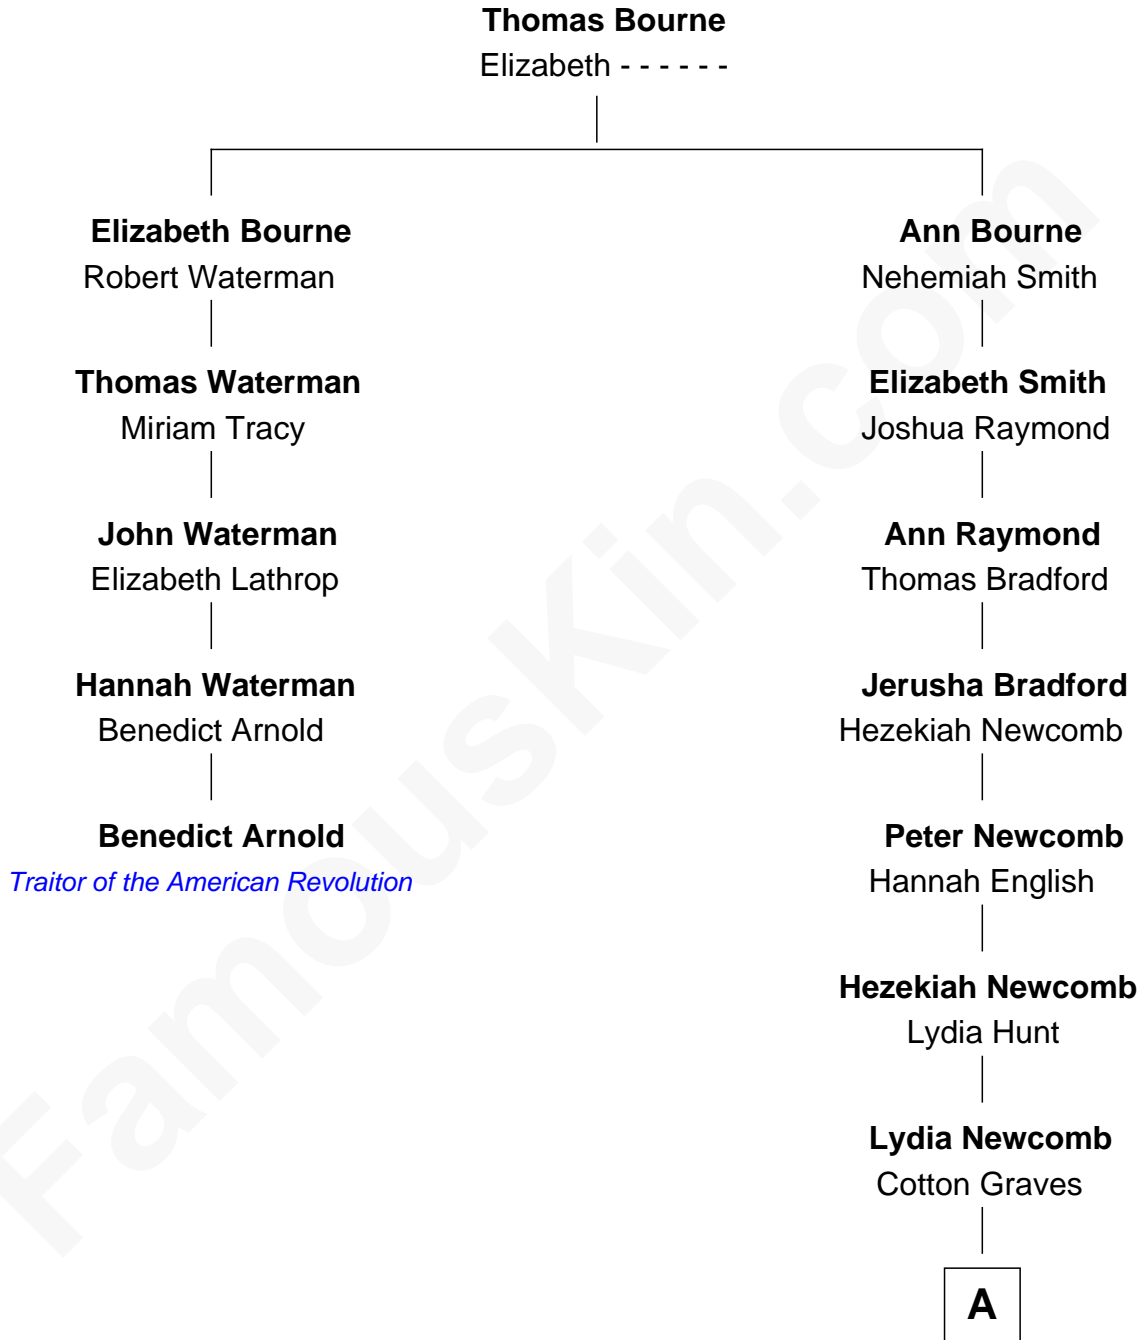 Thomas Bourne
Elizabeth - - - - - -
Elizabeth Bourne
Robert Waterman
Thomas Waterman
Miriam Tracy
John Waterman
Elizabeth Lathrop
Hannah Waterman
Benedict Arnold
Benedict Arnold
Traitor of the American Revolution
Ann Bourne
Nehemiah Smith
Elizabeth Smith
Joshua Raymond
Ann Raymond
Thomas Bradford
Jerusha Bradford
Hezekiah Newcomb
Peter Newcomb
Hannah English
Hezekiah Newcomb
Lydia Hunt
Lydia Newcomb
Cotton Graves
A
FamousKin.com